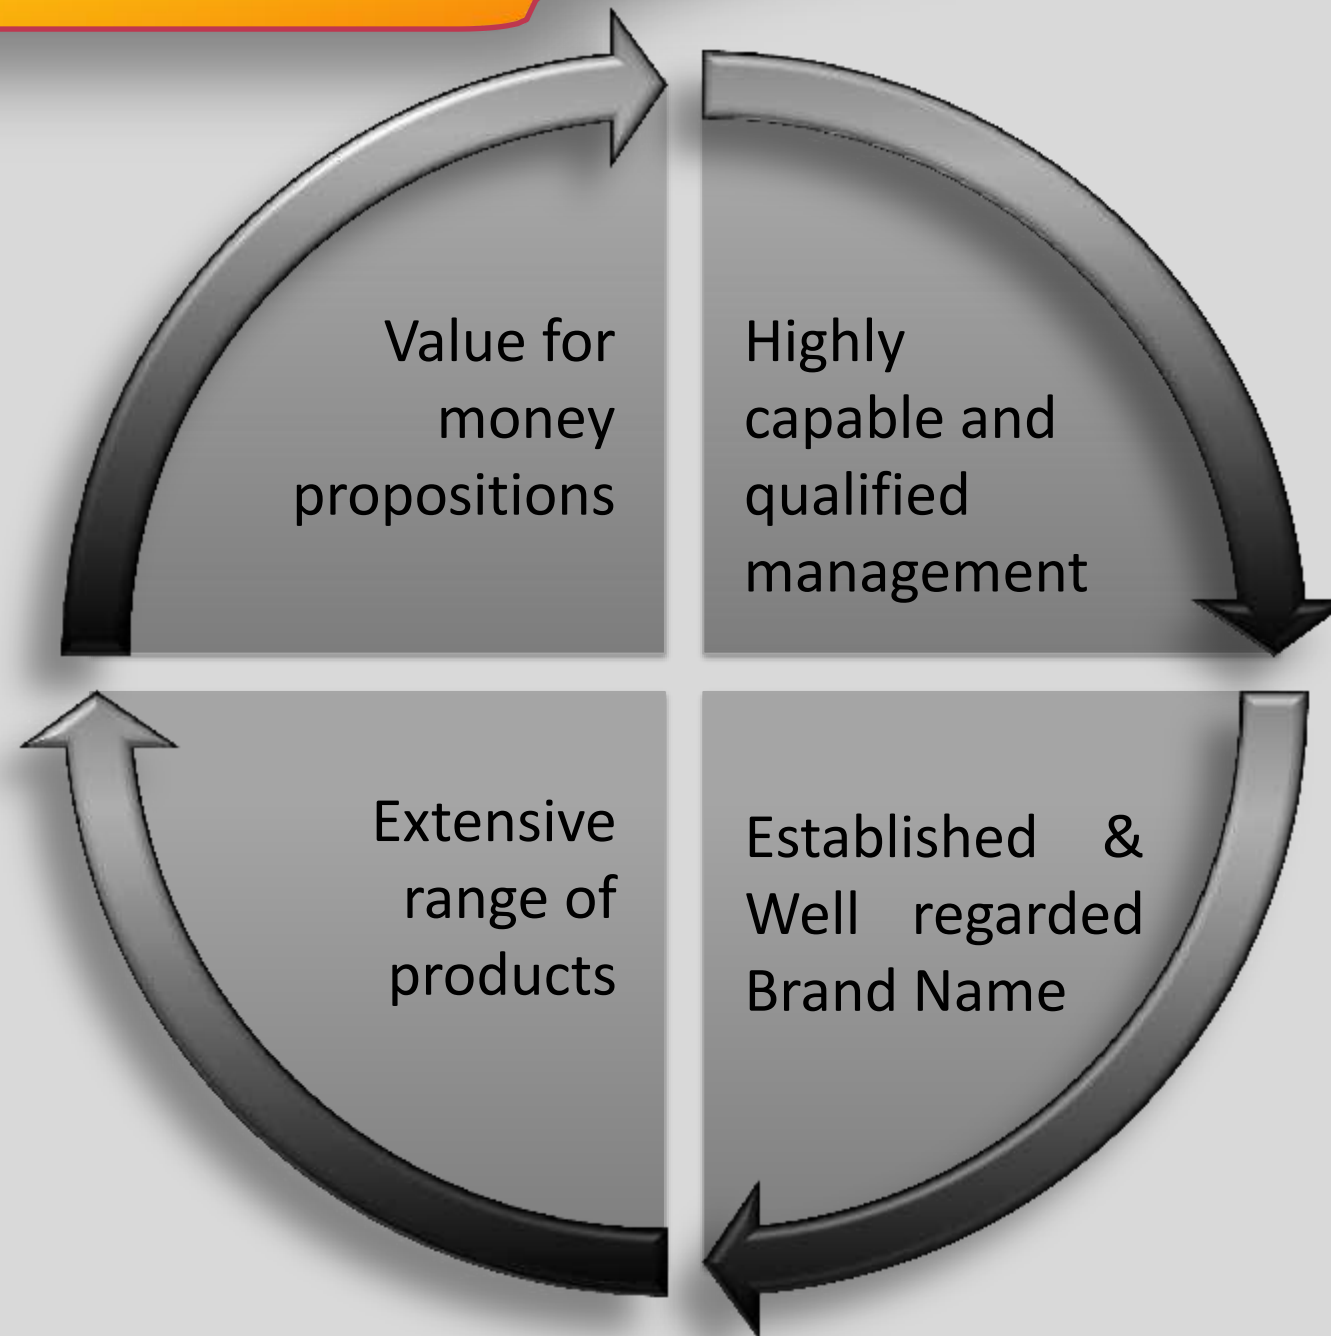 Value for
money
propositions
Highly
capable and
qualified
management
Extensive
range of
products
Established &
Well regarded
Brand Name